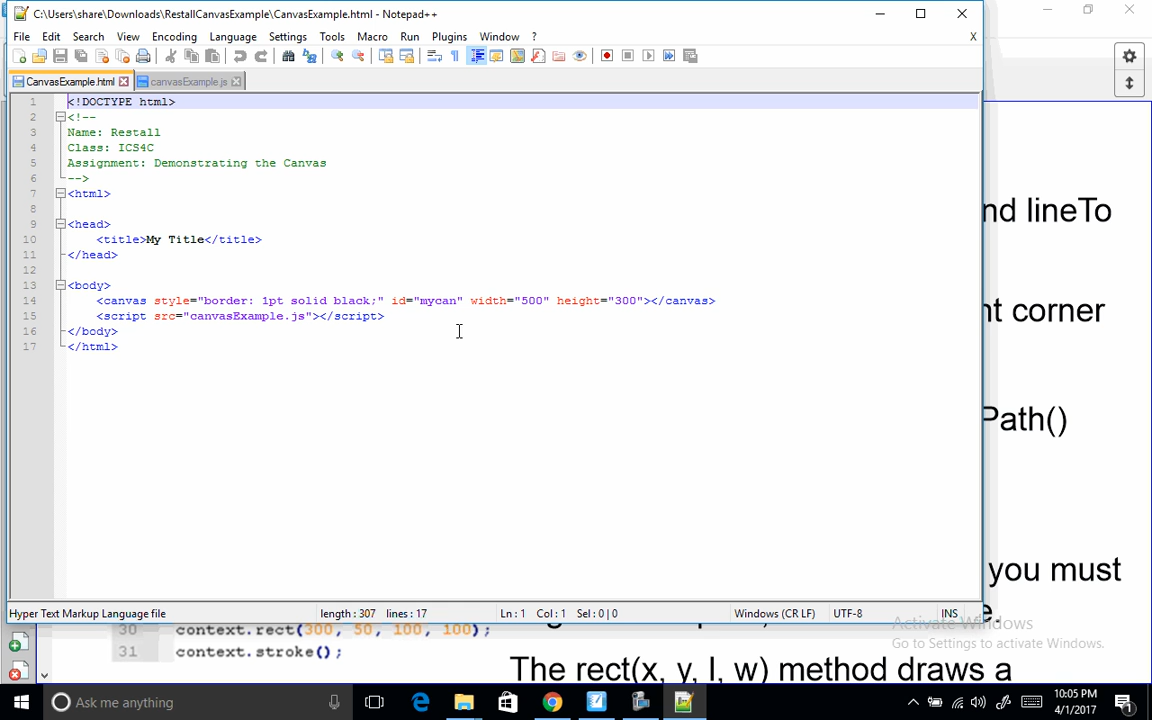 C:\Users\share\Downloads\RestallCanvasExample\CanvasExample.html - Notepad++
File Edit Search View Encoding Language Settings Tools Macro Run Plugins Window ? X
CanvasExample.html canvasExample.js
1 <!DOCTYPE html>
2 <!--
3 Name: Restall
4 Class: ICS4C
5 Assignment: Demonstrating the Canvas
6 -->
7 <html>
8
9 <head>
10 <title>My Title</title>
11 </head>
12
13 <body>
14 <canvas style="border: 1pt solid black;" id="mycan" width="500" height="300"></canvas>
15 <script src="canvasExample.js"></script>
16 </body>
17 </html>
nd lineTo
nt corner
Path()
you must
e.
Hyper Text Markup Language file length : 307 lines : 17 Ln : 1 Col : 1 Sel : 0 | 0 Windows (CR LF) UTF-8 INS
Activate Windows
Go to Settings to activate Windows.
30 context.rect(300, 50, 100, 100);
31 context.stroke();
The rect(x, y, l, w) method draws a
Ask me anything
10:05 PM
4/1/2017